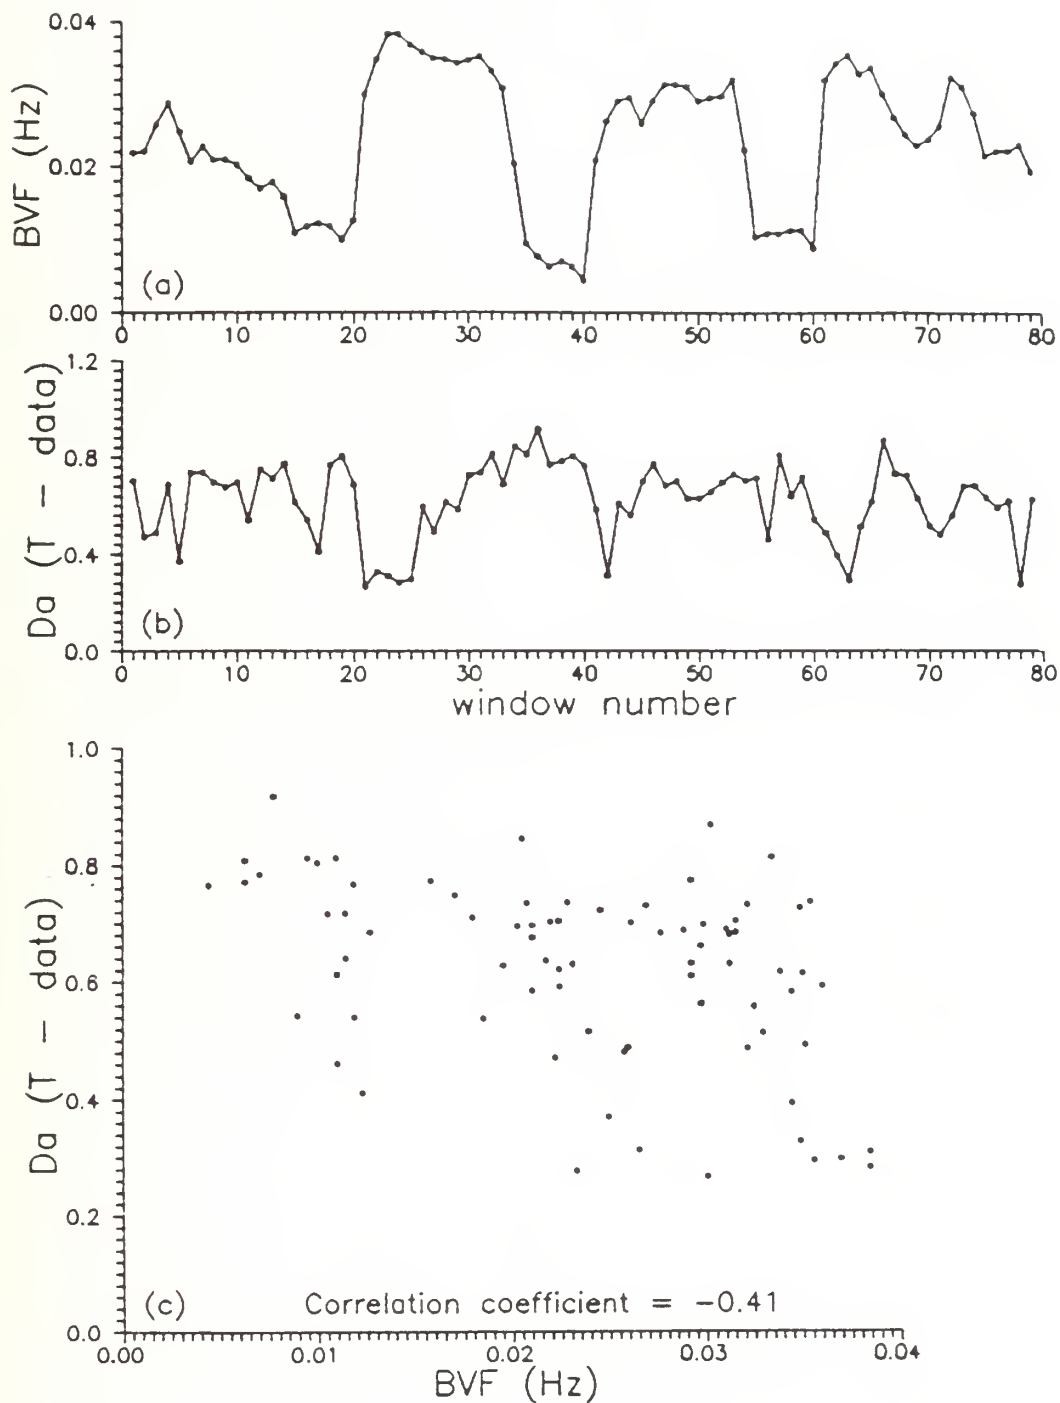 0.04
0.02
0.00
BVF (Hz)
(a)
0 10 20 30 40 50 60 70 80
1.2
0.8
0.4
0.0
Da (T - data)
(b)
0 10 20 30 40 50 60 70 80
window number
1.0
0.8
0.6
0.4
0.2
0.0
Da (T - data)
(c) Correlation coefficient = -0.41
0.00 0.01 0.02 0.03 0.04
BVF (Hz)